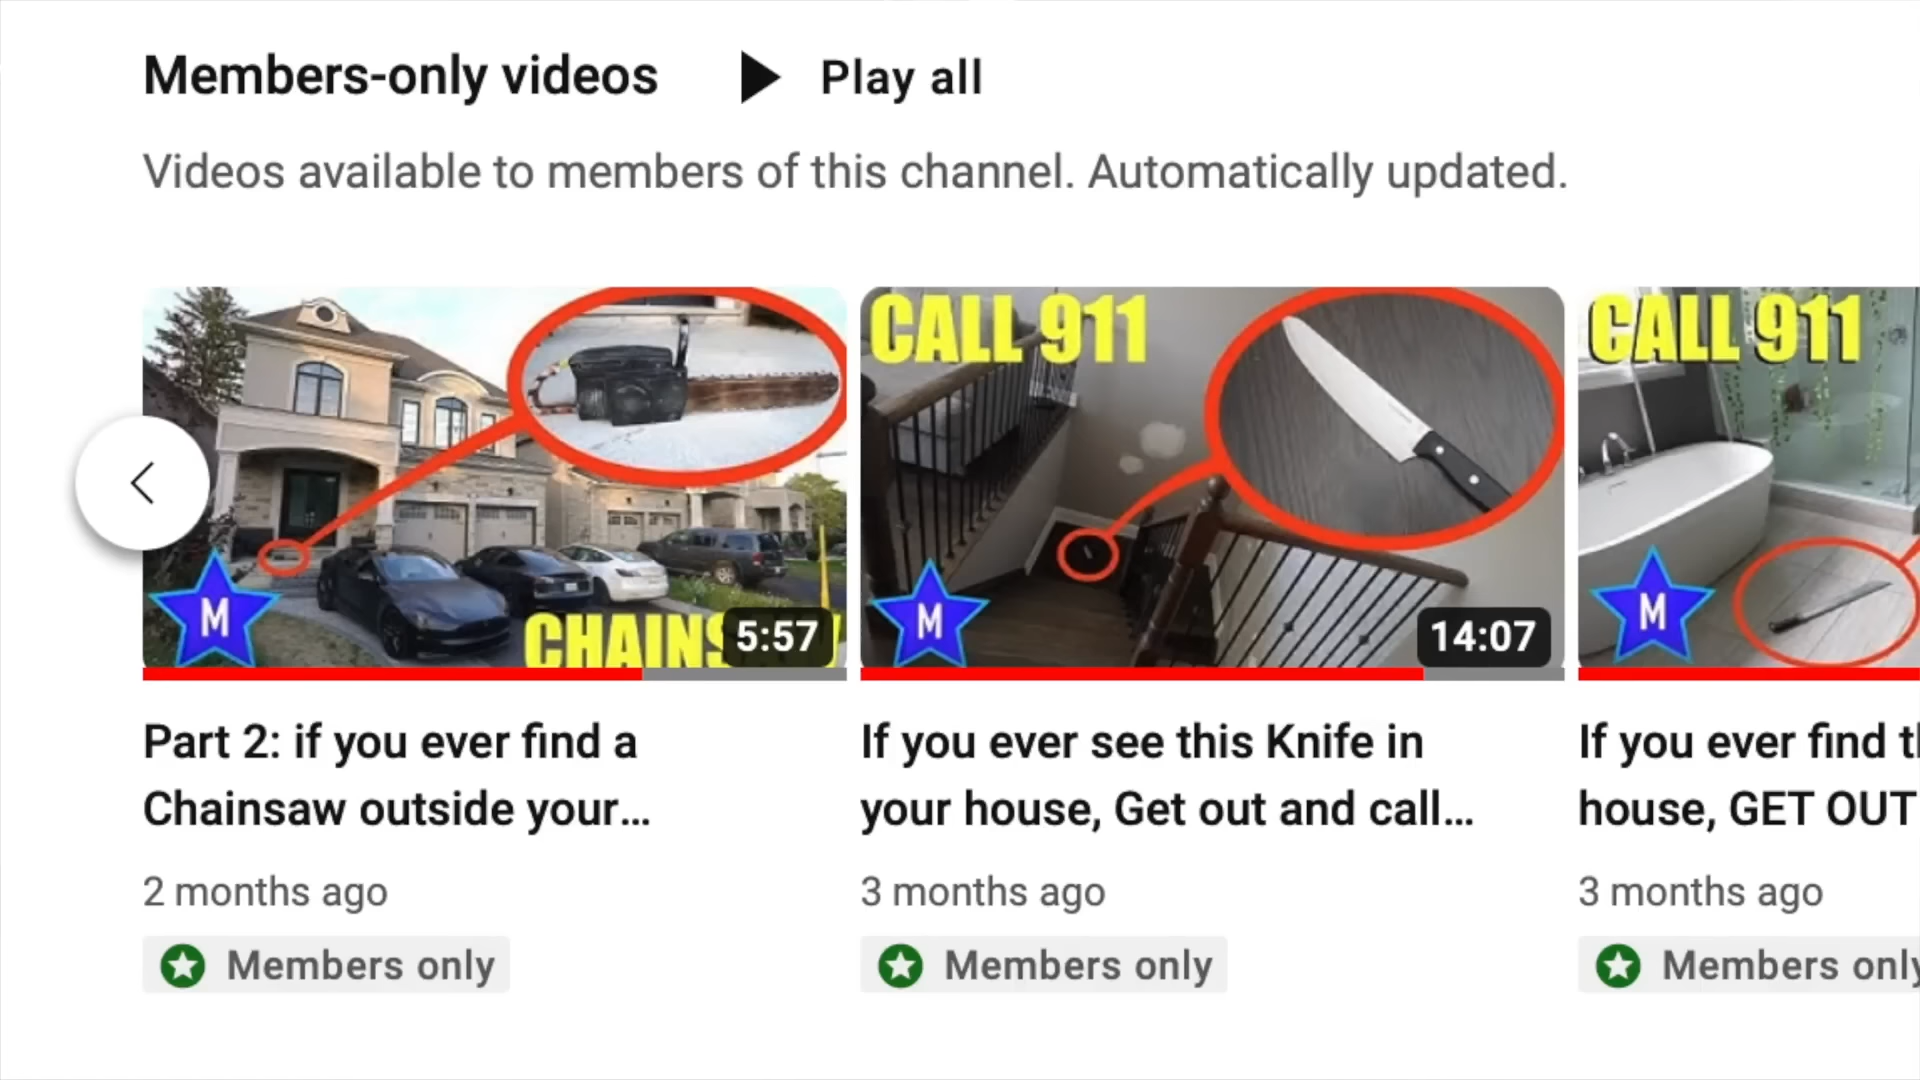 Members-only videos
Play all
Videos available to members of this channel. Automatically updated.
CHAINS
5:57
M
CALL 911
14:07
M
CALL 911
M
Part 2: if you ever find a
Chainsaw outside your...
2 months ago
Members only
If you ever see this Knife in
your house, Get out and call...
3 months ago
Members only
If you ever find
house, GET OUT
3 months ago
Members only